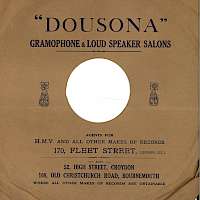 "DOUSONA"
GRAMOPHONE & LOUD SPEAKER SALONS
AGENTS FOR
H.M.V. AND ALL OTHER MAKES OF RECORDS
170, FLEET STREET,
52, HIGH STREET, CROYDON
108, OLD CHRISTCHURCH ROAD, BOURNEMOUTH
WHERE ALL OTHER MAKES OF RECORDS ARE OBTAINABLE